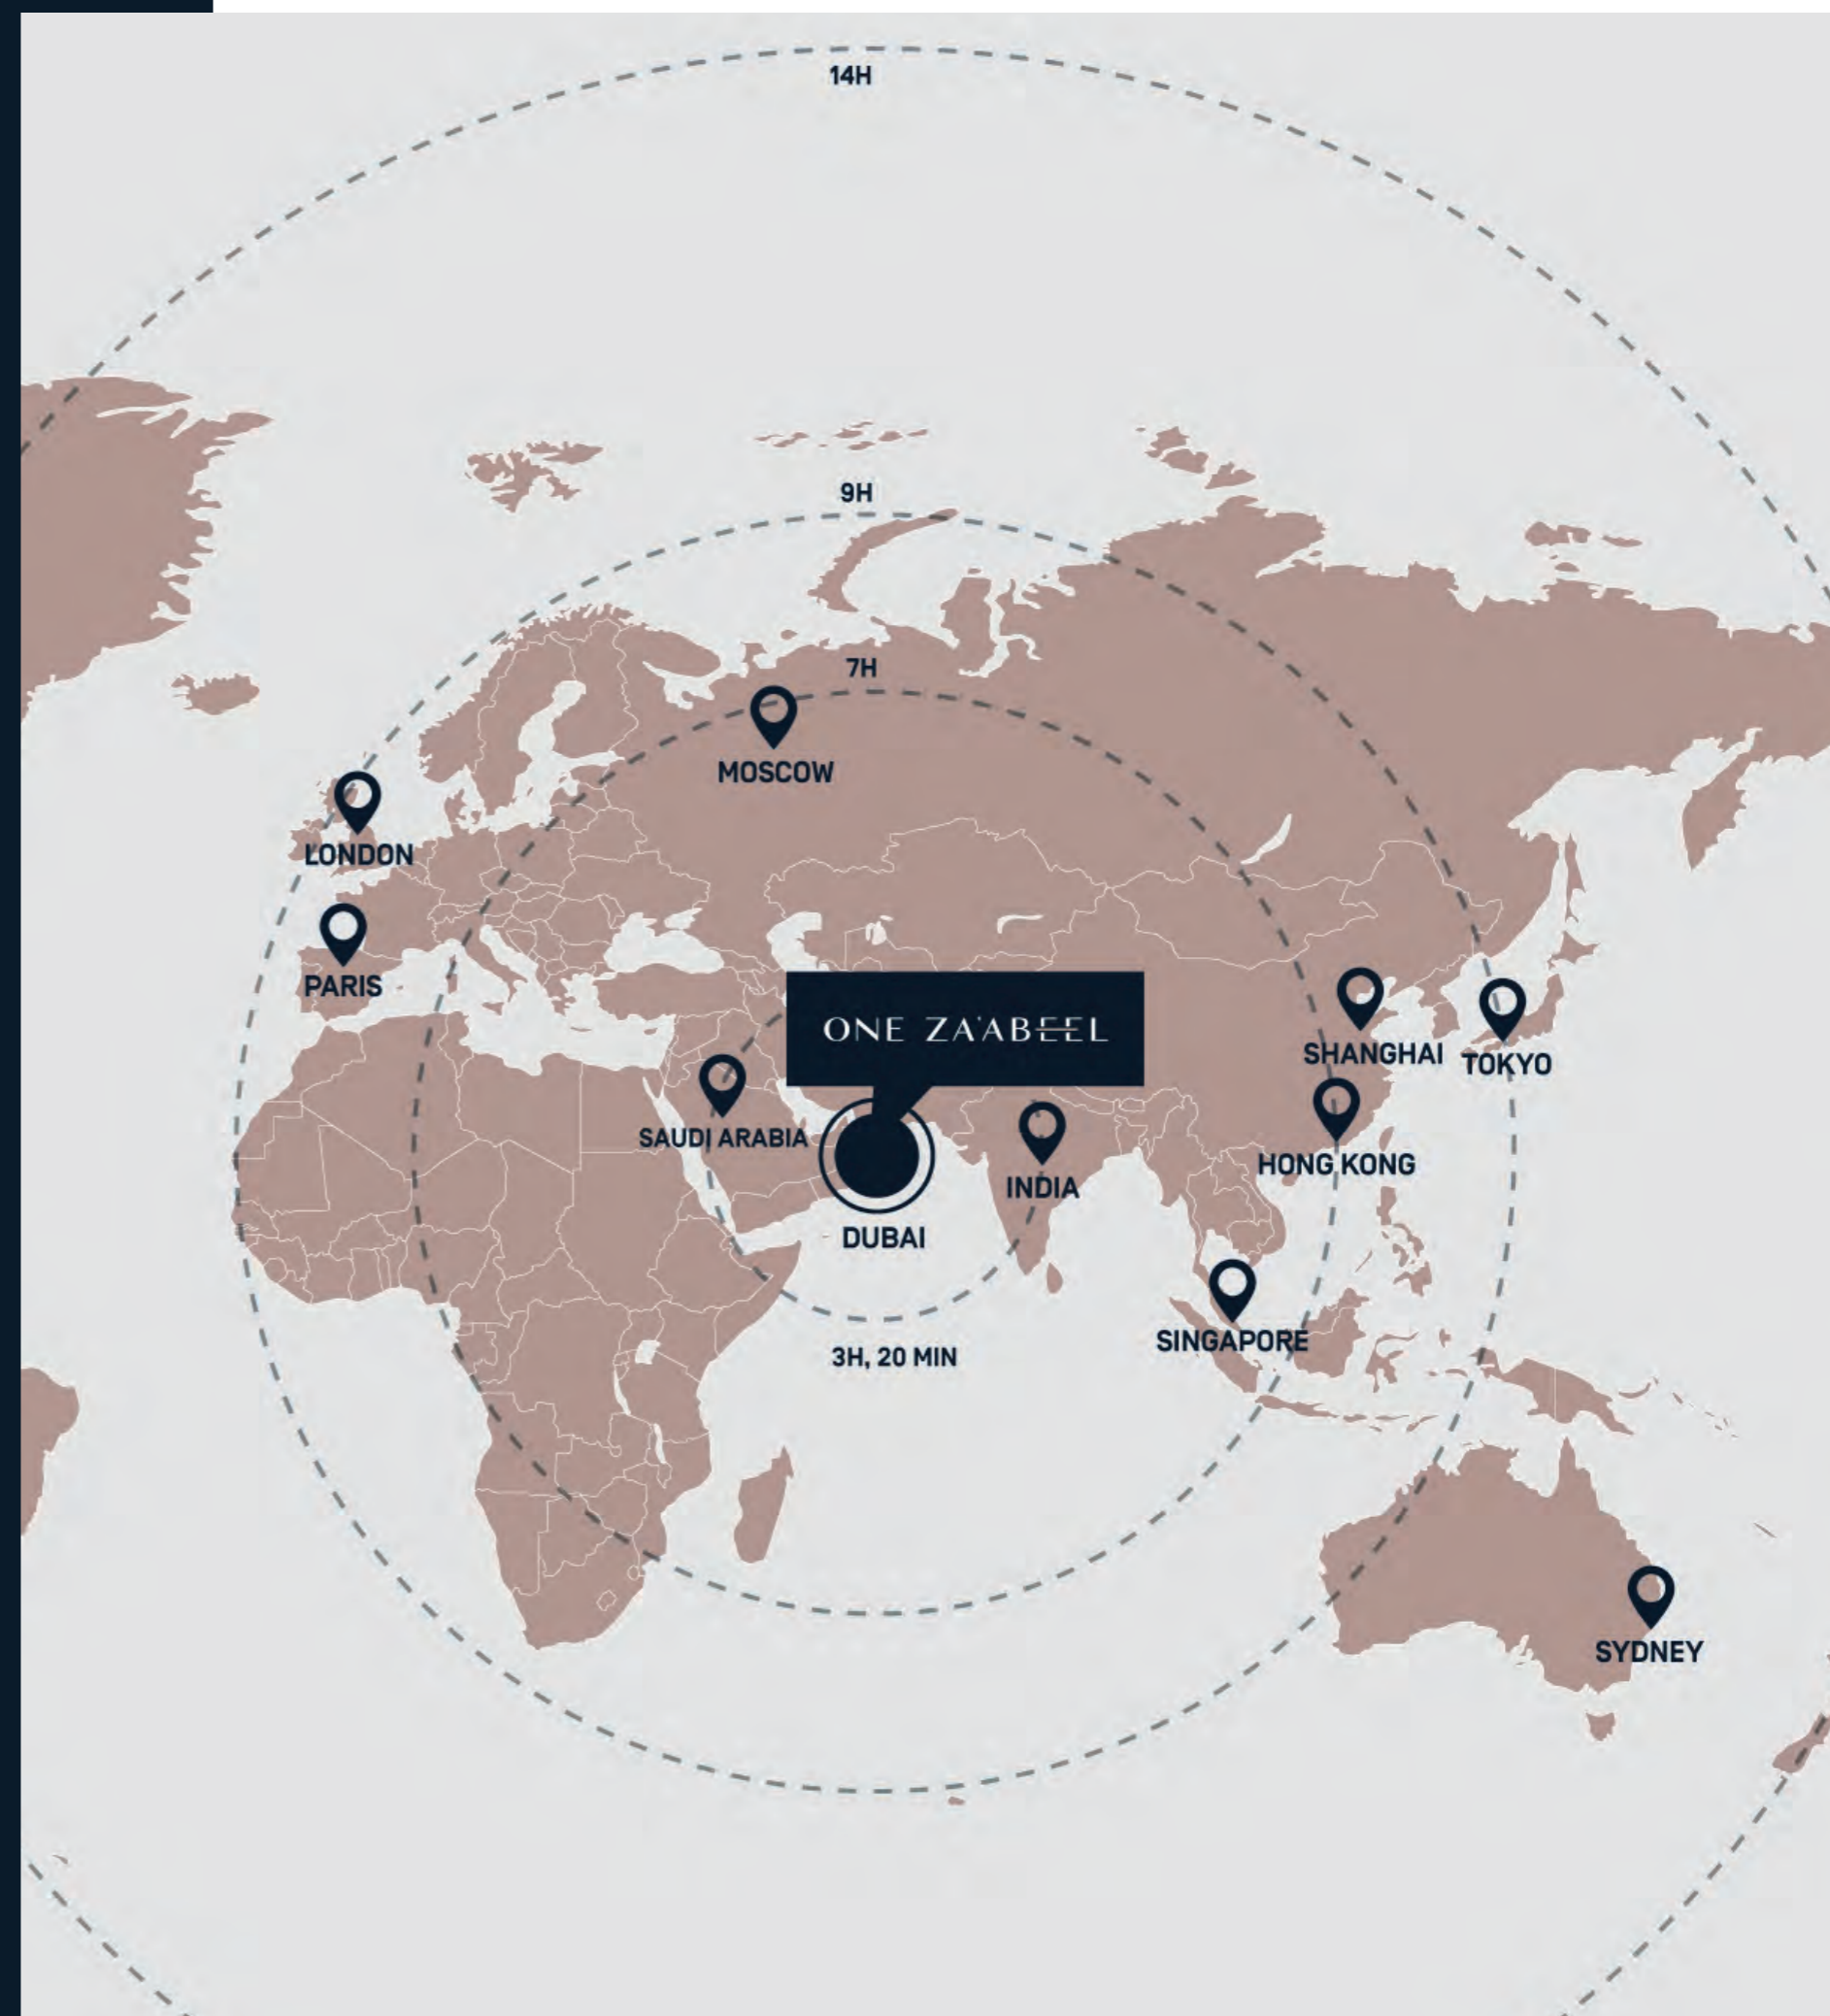 14H
9H
7H
MOSCOW
LONDON
PARIS
ONE ZA'ABEEL
SHANGHAI
TOKYO
SAUDI ARABIA
HONG KONG
INDIA
DUBAI
SINGAPORE
3H, 20 MIN
SYDNEY